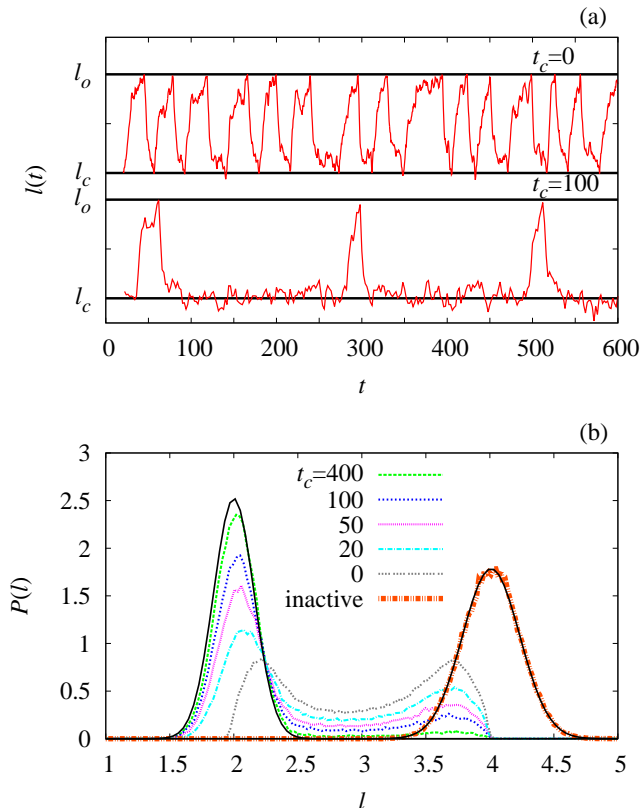 (a)
t_c=0
l_o
l_c
t_c=100
l_o
l_c
l(t)
0 100 200 300 400 500 600
t
(b)
3
2.5
2
1.5
1
0.5
0
P(l)
t_c=400
100
50
20
0
inactive
1 1.5 2 2.5 3 3.5 4 4.5 5
l